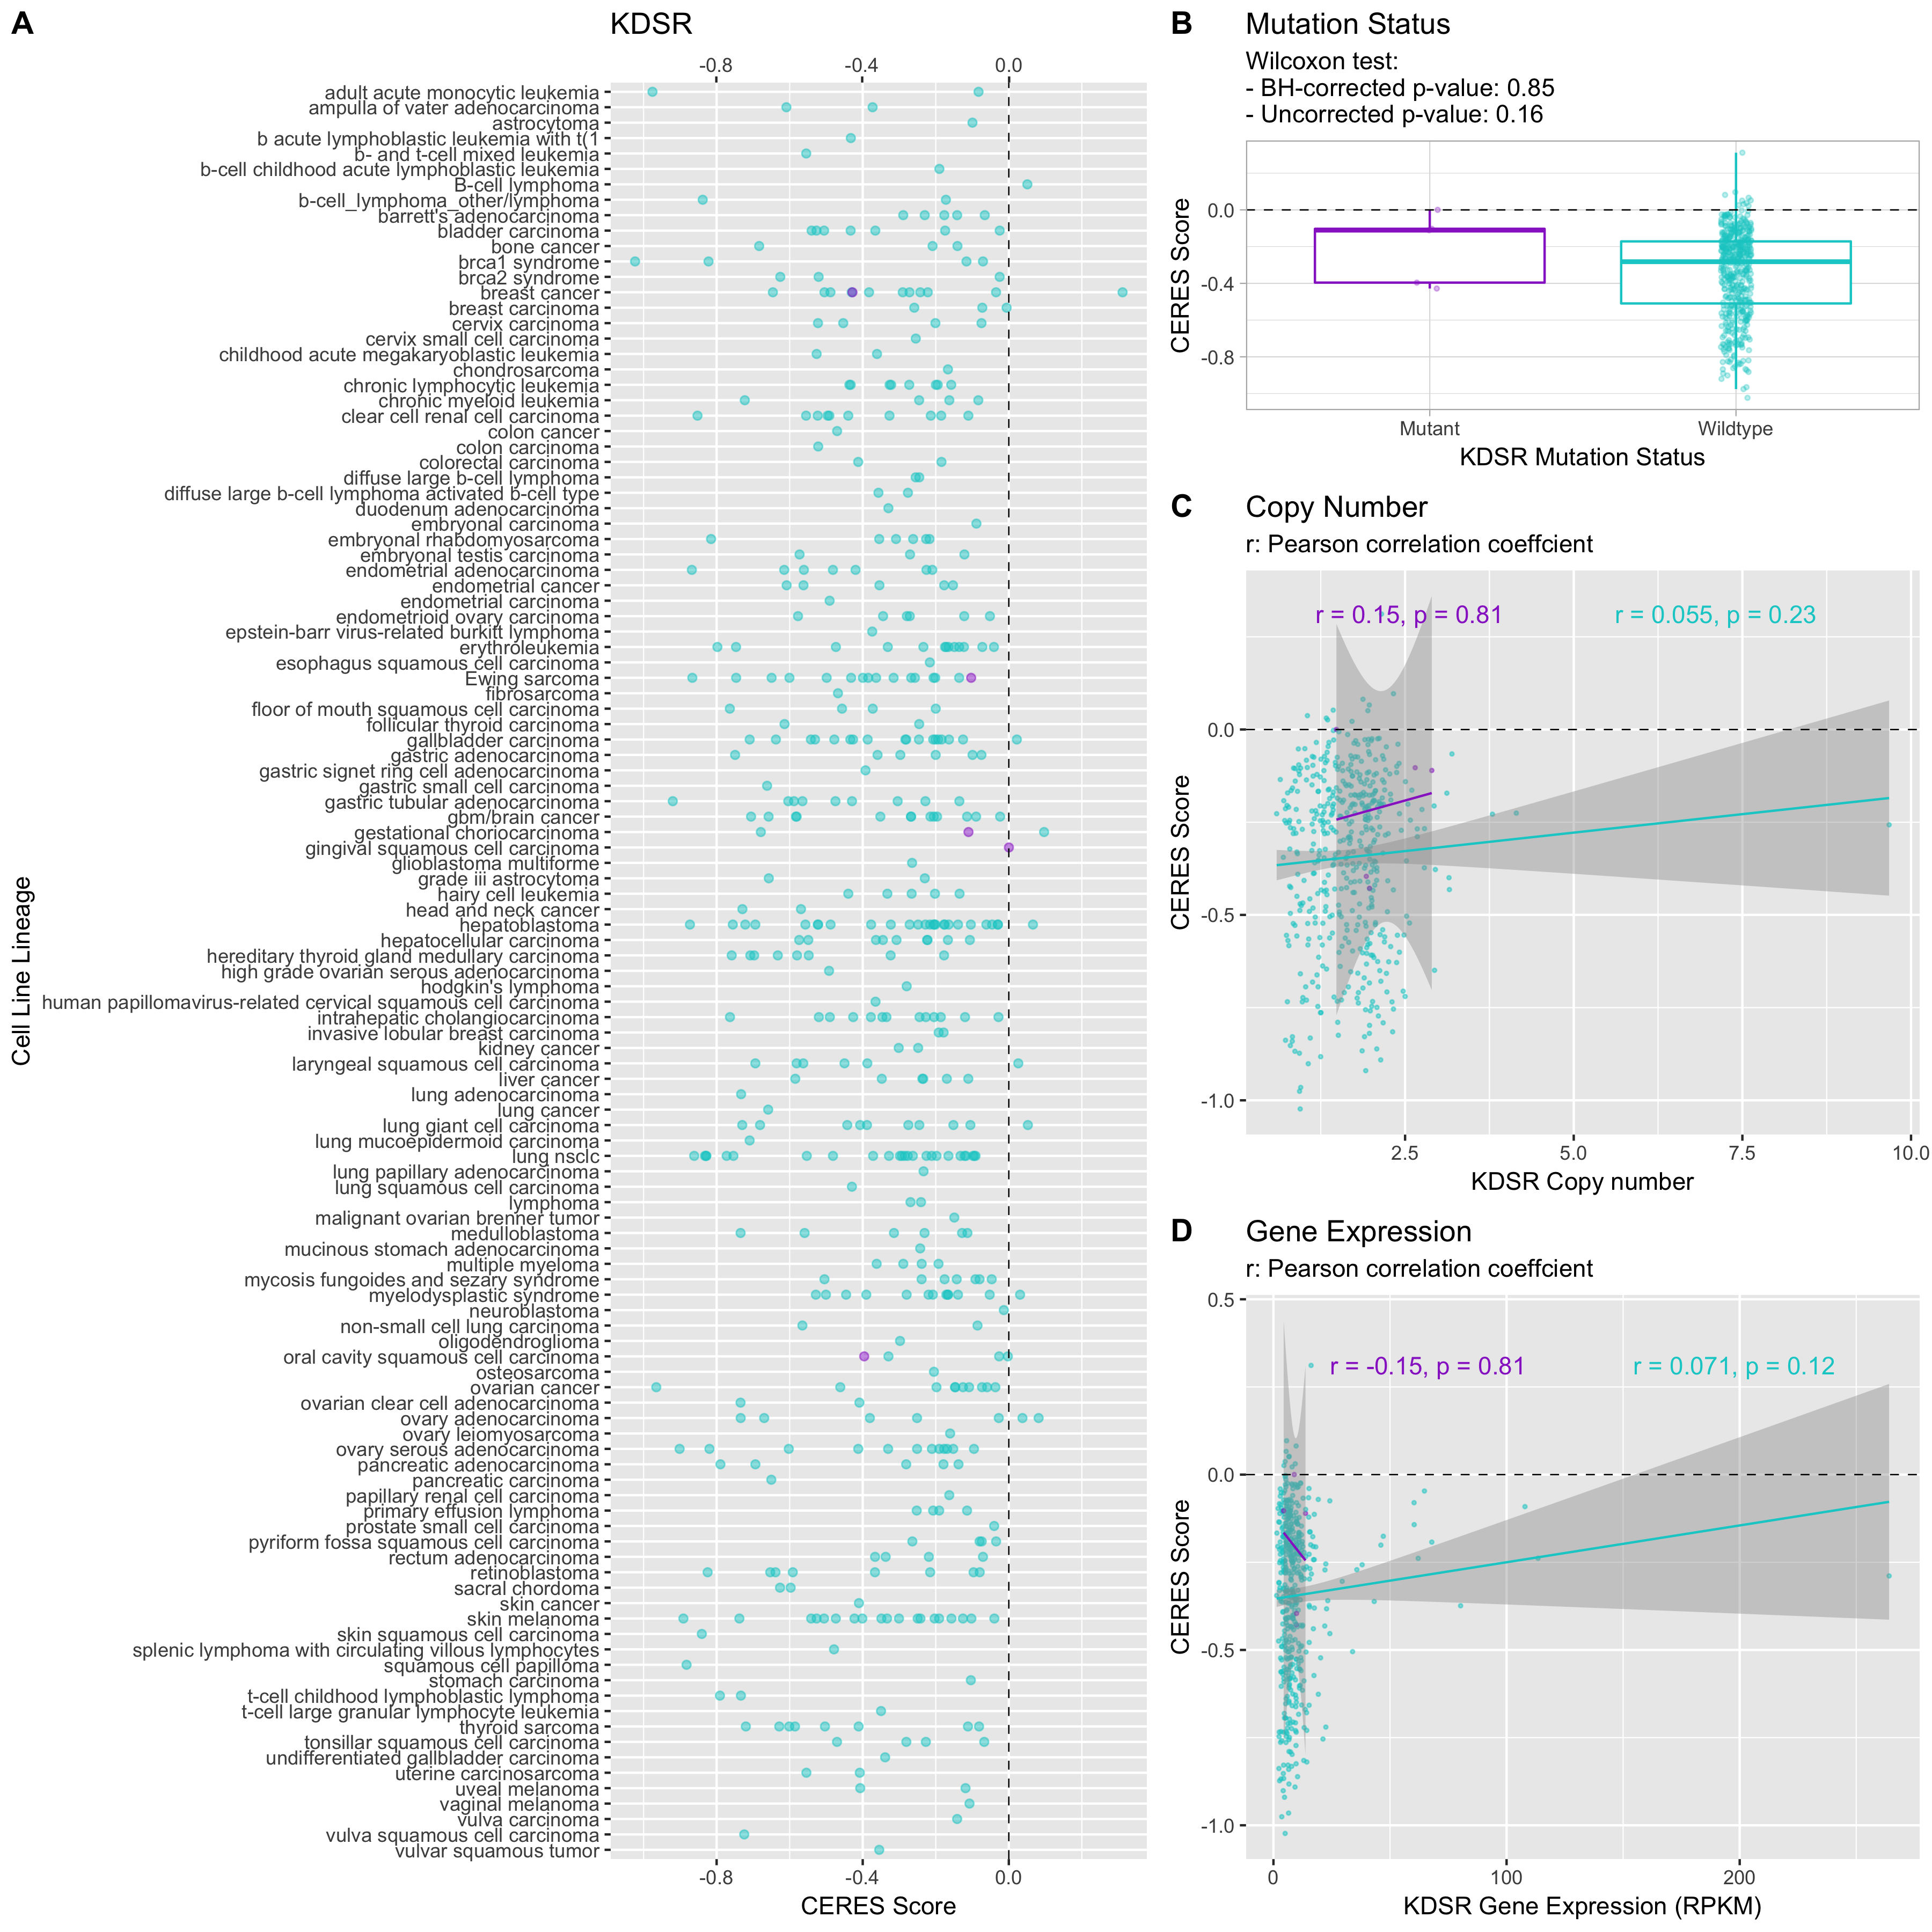 A
KDSR
-0.8
-0.4
0.0
adult acute monocytic leukemia
ampulla of vater adenocarcinoma
astrocytoma
b acute lymphoblastic leukemia with t(1
b- and t-cell mixed leukemia
b-cell childhood acute lymphoblastic leukemia
B-cell lymphoma
b-cell_lymphoma_other/lymphoma
barrett's adenocarcinoma
bladder carcinoma
bone cancer
brca1 syndrome
brca2 syndrome
breast cancer
breast carcinoma
cervix carcinoma
cervix small cell carcinoma
childhood acute megakaryoblastic leukemia
chondrosarcoma
chronic lymphocytic leukemia
chronic myeloid leukemia
clear cell renal cell carcinoma
colon cancer
colon carcinoma
colorectal carcinoma
diffuse large b-cell lymphoma
diffuse large b-cell lymphoma activated b-cell type
duodenum adenocarcinoma
embryonal carcinoma
embryonal rhabdomyosarcoma
embryonal testis carcinoma
endometrial adenocarcinoma
endometrial cancer
endometrial carcinoma
endometrioid ovary carcinoma
epstein-barr virus-related burkitt lymphoma
erythroleukemia
esophagus squamous cell carcinoma
Ewing sarcoma
fibrosarcoma
floor of mouth squamous cell carcinoma
follicular thyroid carcinoma
gallbladder carcinoma
gastric adenocarcinoma
gastric signet ring cell adenocarcinoma
gastric small cell carcinoma
gastric tubular adenocarcinoma
gbm/brain cancer
gestational choriocarcinoma
gingival squamous cell carcinoma
glioblastoma multiforme
grade iii astrocytoma
hairy cell leukemia
head and neck cancer
hepatoblastoma
hepatocellular carcinoma
hereditary thyroid gland medullary carcinoma
high grade ovarian serous adenocarcinoma
hodgkin's lymphoma
human papillomavirus-related cervical squamous cell carcinoma
intrahepatic cholangiocarcinoma
invasive lobular breast carcinoma
kidney cancer
laryngeal squamous cell carcinoma
liver cancer
lung adenocarcinoma
lung cancer
lung giant cell carcinoma
lung mucoepidermoid carcinoma
lung nsclc
lung papillary adenocarcinoma
lung squamous cell carcinoma
lymphoma
malignant ovarian brenner tumor
medulloblastoma
mucinous stomach adenocarcinoma
multiple myeloma
mycosis fungoides and sezary syndrome
myelodysplastic syndrome
neuroblastoma
non-small cell lung carcinoma
oligodendroglioma
oral cavity squamous cell carcinoma
osteosarcoma
ovarian cancer
ovarian clear cell adenocarcinoma
ovary adenocarcinoma
ovary leiomyosarcoma
ovary serous adenocarcinoma
pancreatic adenocarcinoma
pancreatic carcinoma
papillary renal cell carcinoma
primary effusion lymphoma
prostate small cell carcinoma
pyriform fossa squamous cell carcinoma
rectum adenocarcinoma
retinoblastoma
sacral chordoma
skin cancer
skin melanoma
skin squamous cell carcinoma
splenic lymphoma with circulating villous lymphocytes
squamous cell papilloma
stomach carcinoma
t-cell childhood lymphoblastic lymphoma
t-cell large granular lymphocyte leukemia
thyroid sarcoma
tonsillar squamous cell carcinoma
undifferentiated gallbladder carcinoma
uterine carcinosarcoma
uveal melanoma
vaginal melanoma
vulva carcinoma
vulva squamous cell carcinoma
vulvar squamous tumor
-0.8
-0.4
0.0
CERES Score
Cell Line Lineage
B
Mutation Status
Wilcoxon test:
- BH-corrected p-value: 0.85
- Uncorrected p-value: 0.16
0.0
-0.4
-0.8
CERES Score
Mutant
Wildtype
KDSR Mutation Status
C
Copy Number
r: Pearson correlation coeffcient
r = 0.15, p = 0.81
r = 0.055, p = 0.23
0.0
-0.5
-1.0
CERES Score
2.5
5.0
7.5
10.0
KDSR Copy number
D
Gene Expression
r: Pearson correlation coeffcient
r = -0.15, p = 0.81
r = 0.071, p = 0.12
0.5
0.0
-0.5
-1.0
CERES Score
0
100
200
KDSR Gene Expression (RPKM)